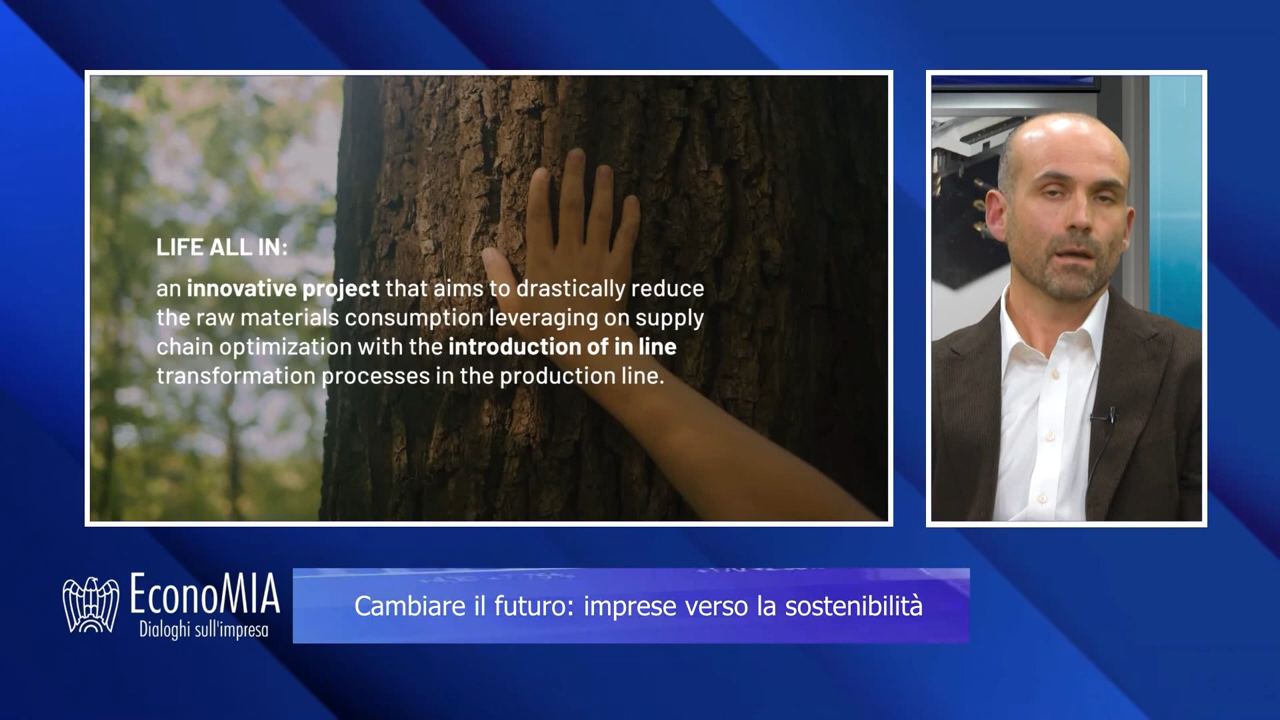 LIFE ALL IN:
an innovative project that aims to drastically reduce
the raw materials consumption leveraging on supply
chain optimization with the introduction of in line
transformation processes in the production line.
EconoMIA
Dialoghi sull'impresa
Cambiare il futuro: imprese verso la sostenibilità